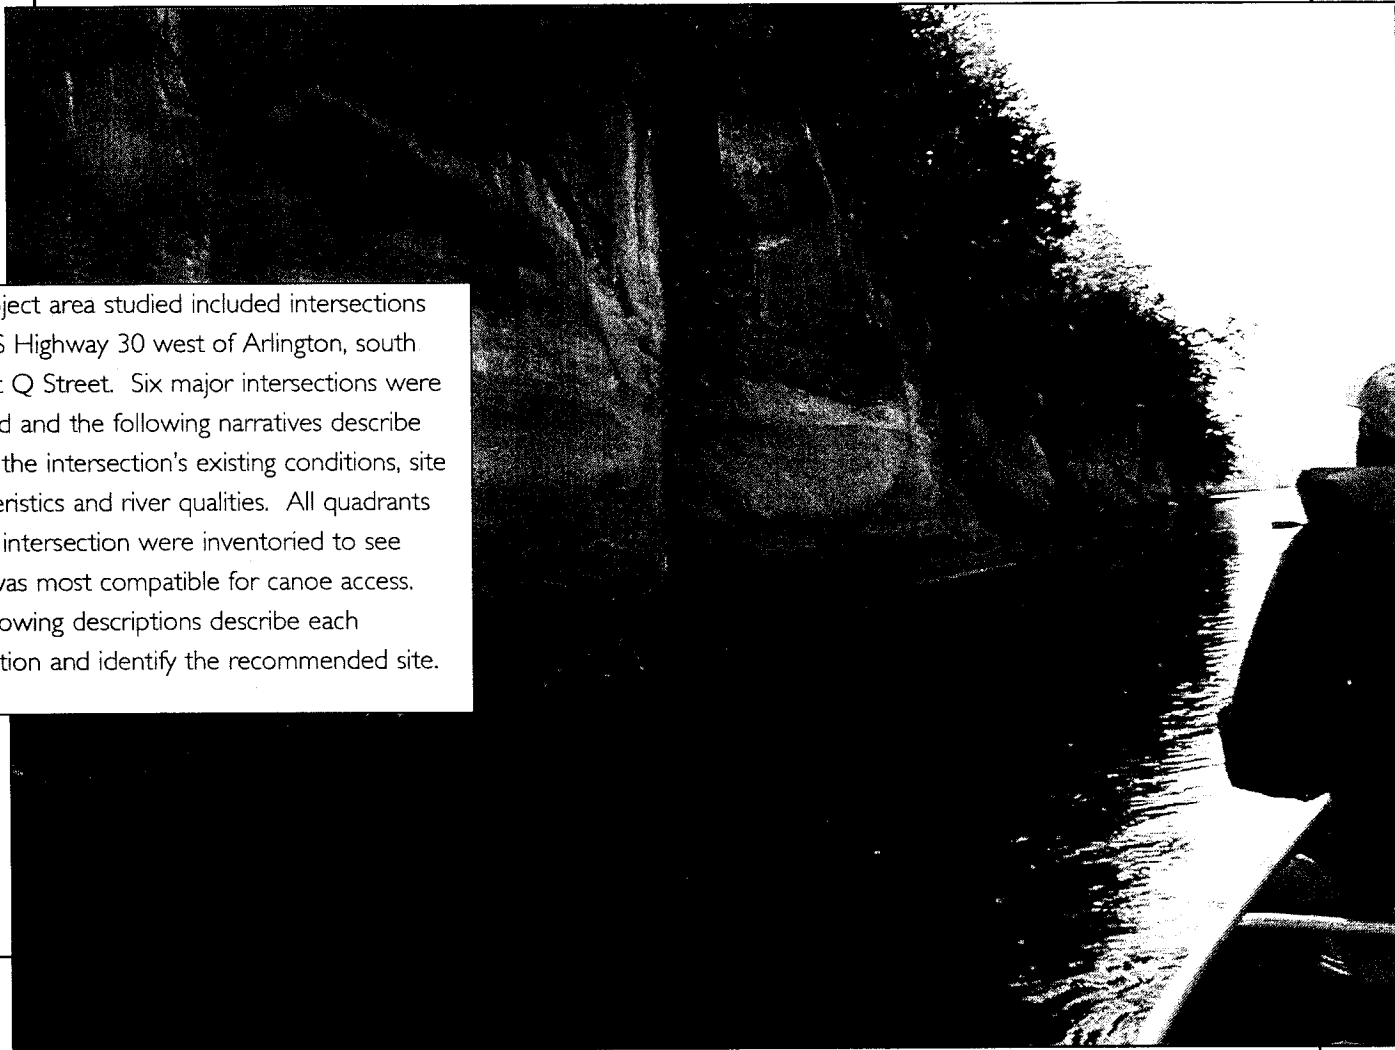 ject area studied included intersections
S Highway 30 west of Arlington, south
t Q Street. Six major intersections were
d and the following narratives describe
the intersection's existing conditions, site
eristics and river qualities. All quadrants
intersection were inventoried to see
was most compatible for canoe access.
owing descriptions describe each
tion and identify the recommended site.